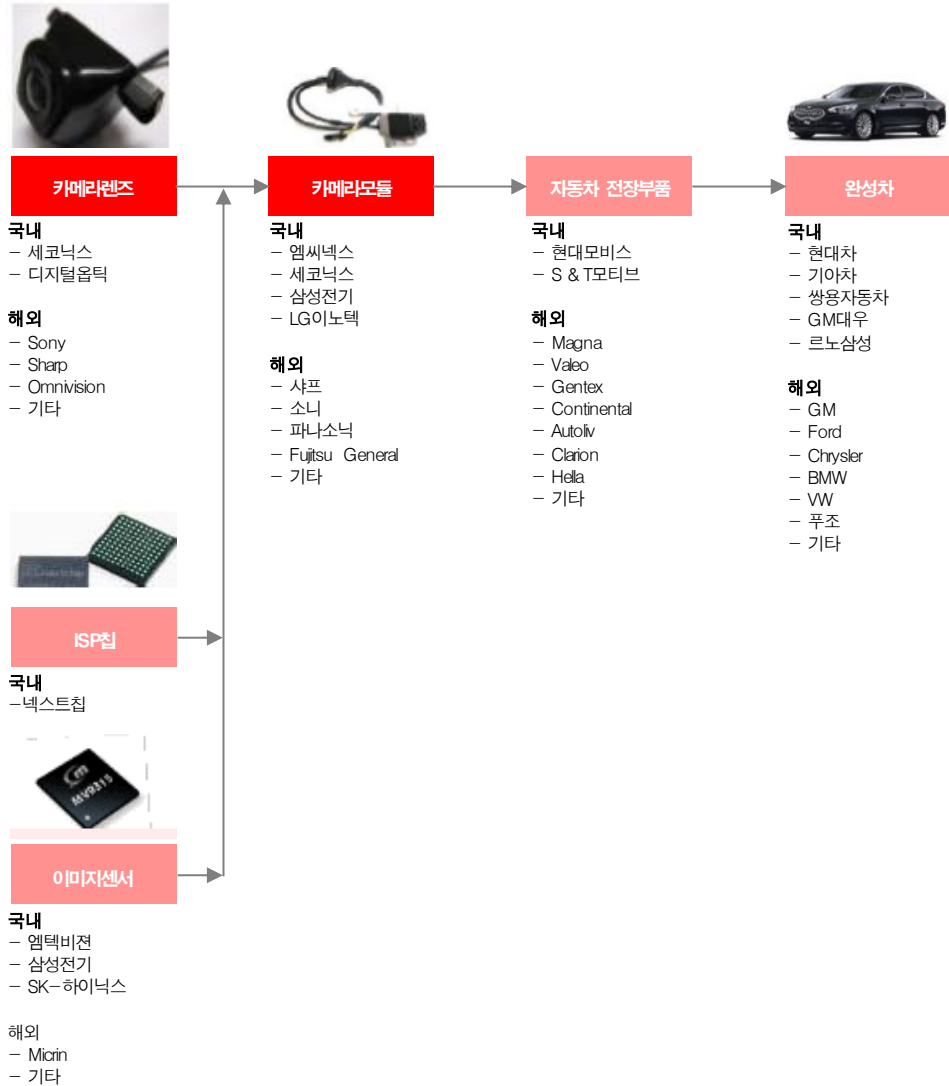 카메라렌즈
국내
- 세코닉스
- 디지털옵틱
해외
- Sony
- Sharp
- Omnivision
- 기타
카메라모듈
국내
- 엠씨넥스
- 세코닉스
- 삼성전기
- LG이노텍
해외
- 샤프
- 소니
- 파나소닉
- Fujitsu General
- 기타
자동차 전장부품
국내
- 현대모비스
- S & T모티브
해외
- Magna
- Valeo
- Gentex
- Continental
- Autoliv
- Clarion
- Hella
- 기타
완성차
국내
- 현대차
- 기아차
- 쌍용자동차
- GM대우
- 르노삼성
해외
- GM
- Ford
- Chrysler
- BMW
- VW
- 푸조
- 기타
ISP칩
국내
-넥스트칩
MV9315
이미지센서
국내
- 엠텍비젼
- 삼성전기
- SK-하이닉스
해외
- Micrin
- 기타